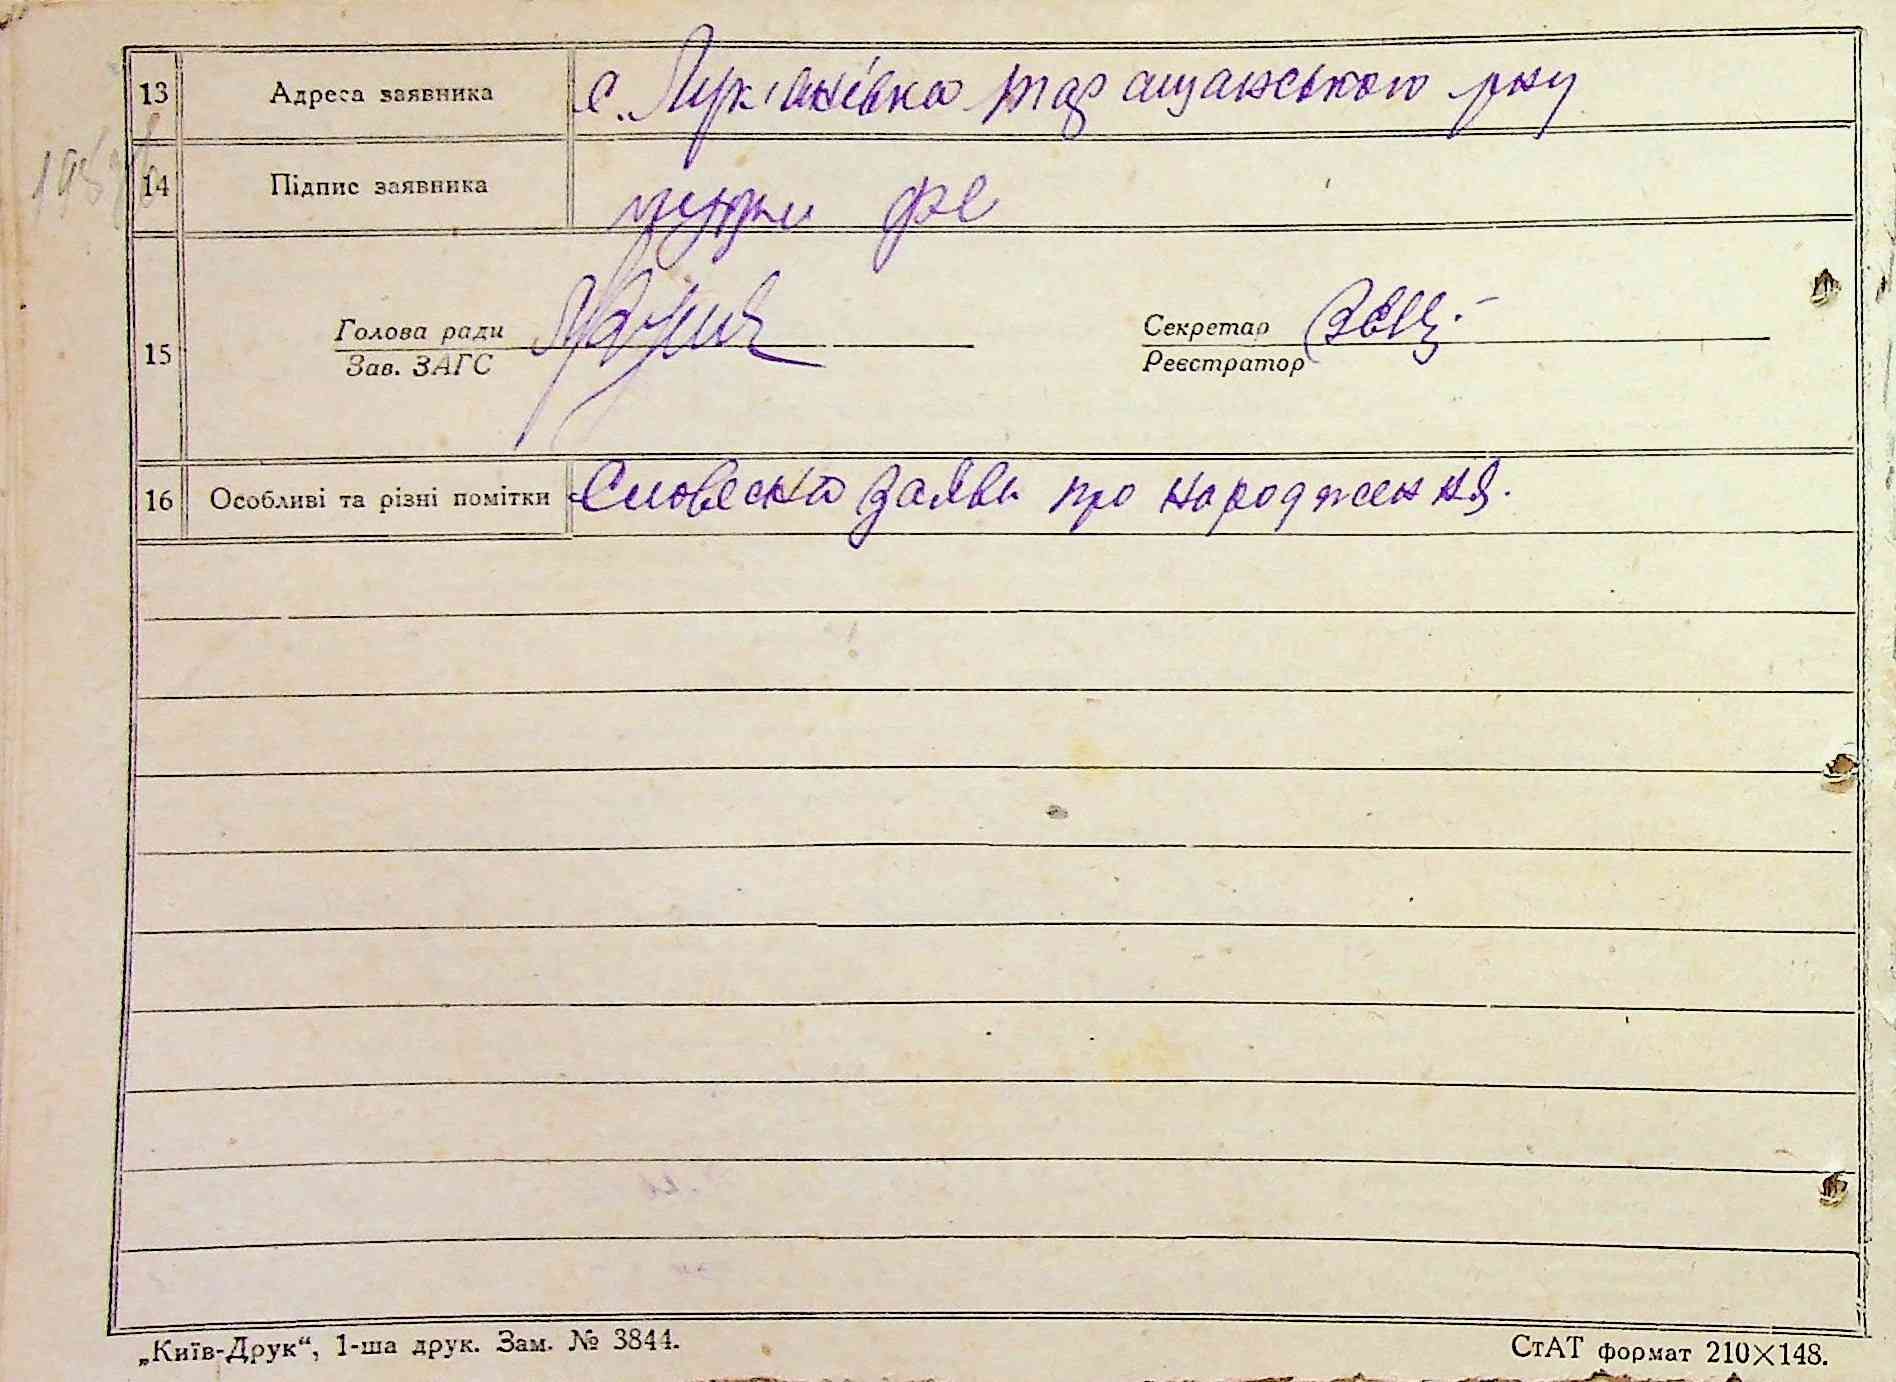 13 Адреса заявника с. Лук'янівка Таращанського р-ну
14 Підпис заявника
15 Голова ради Секретар
Зав. ЗАГС Реєстратор
16 Особливі та різні помітки Словесна заява про народження.
„Київ-Друк“, 1-ша друк. Зам. № 3844. СтАТ формат 210×148.